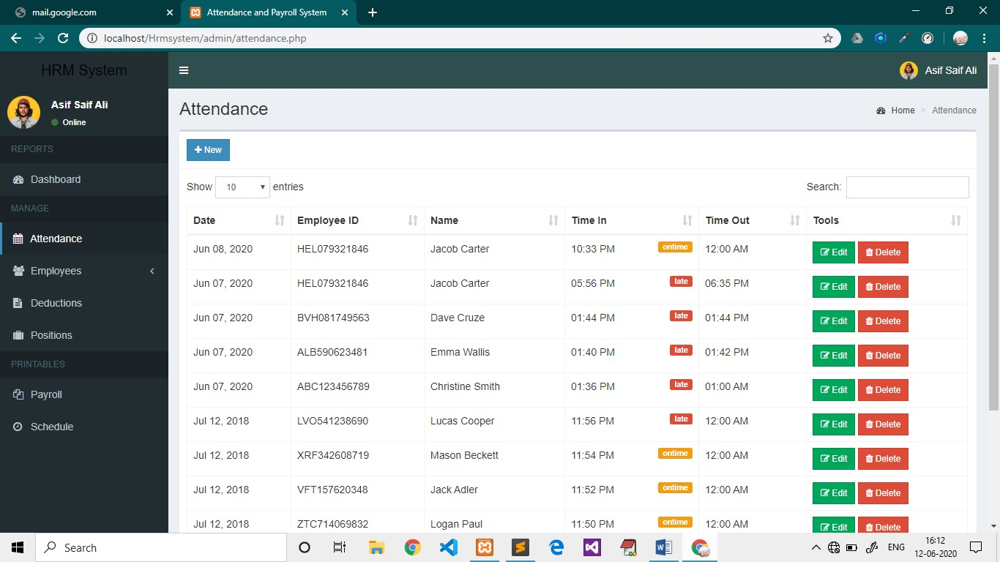 mail.google.com
Attendance and Payroll System
localhost/Hrmsystem/admin/attendance.php
HRM System
Asif Saif Ali
Asif Saif Ali
Online
REPORTS
Dashboard
MANAGE
Attendance
Employees
Deductions
Positions
PRINTABLES
Payroll
Schedule
Attendance
Home > Attendance
New
Show 10 entries Search:
Date Employee ID Name Time In Time Out Tools
Jun 08, 2020 HEL079321846 Jacob Carter 10:33 PM ontime 12:00 AM Edit Delete
Jun 07, 2020 HEL079321846 Jacob Carter 05:56 PM late 06:35 PM Edit Delete
Jun 07, 2020 BVH081749563 Dave Cruze 01:44 PM late 01:44 PM Edit Delete
Jun 07, 2020 ALB590623481 Emma Wallis 01:40 PM late 01:42 PM Edit Delete
Jun 07, 2020 ABC123456789 Christine Smith 01:36 PM late 01:00 AM Edit Delete
Jul 12, 2018 LVO541238690 Lucas Cooper 11:56 PM late 12:00 AM Edit Delete
Jul 12, 2018 XRF342608719 Mason Beckett 11:54 PM ontime 12:00 AM Edit Delete
Jul 12, 2018 VFT157620348 Jack Adler 11:52 PM ontime 12:00 AM Edit Delete
Jul 12, 2018 ZTC714069832 Logan Paul 11:50 PM ontime 12:00 AM Edit Delete
Search
ENG
16:12
12-06-2020